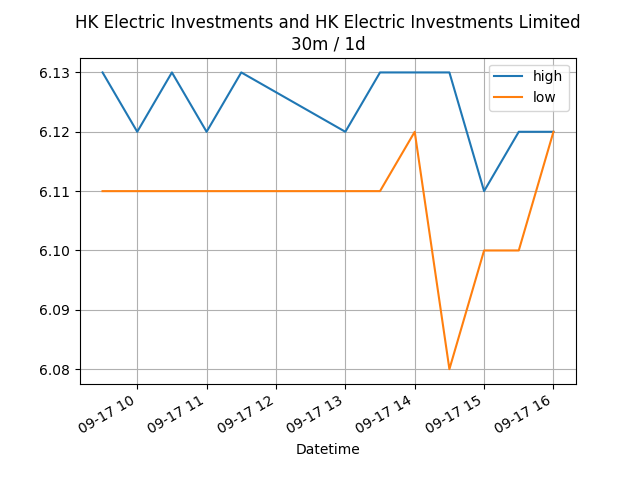 HK Electric Investments and HK Electric Investments Limited
30m / 1d
high
low
6.13
6.12
6.11
6.10
6.09
6.08
09-17 10
09-17 11
09-17 12
09-17 13
09-17 14
09-17 15
09-17 16
Datetime